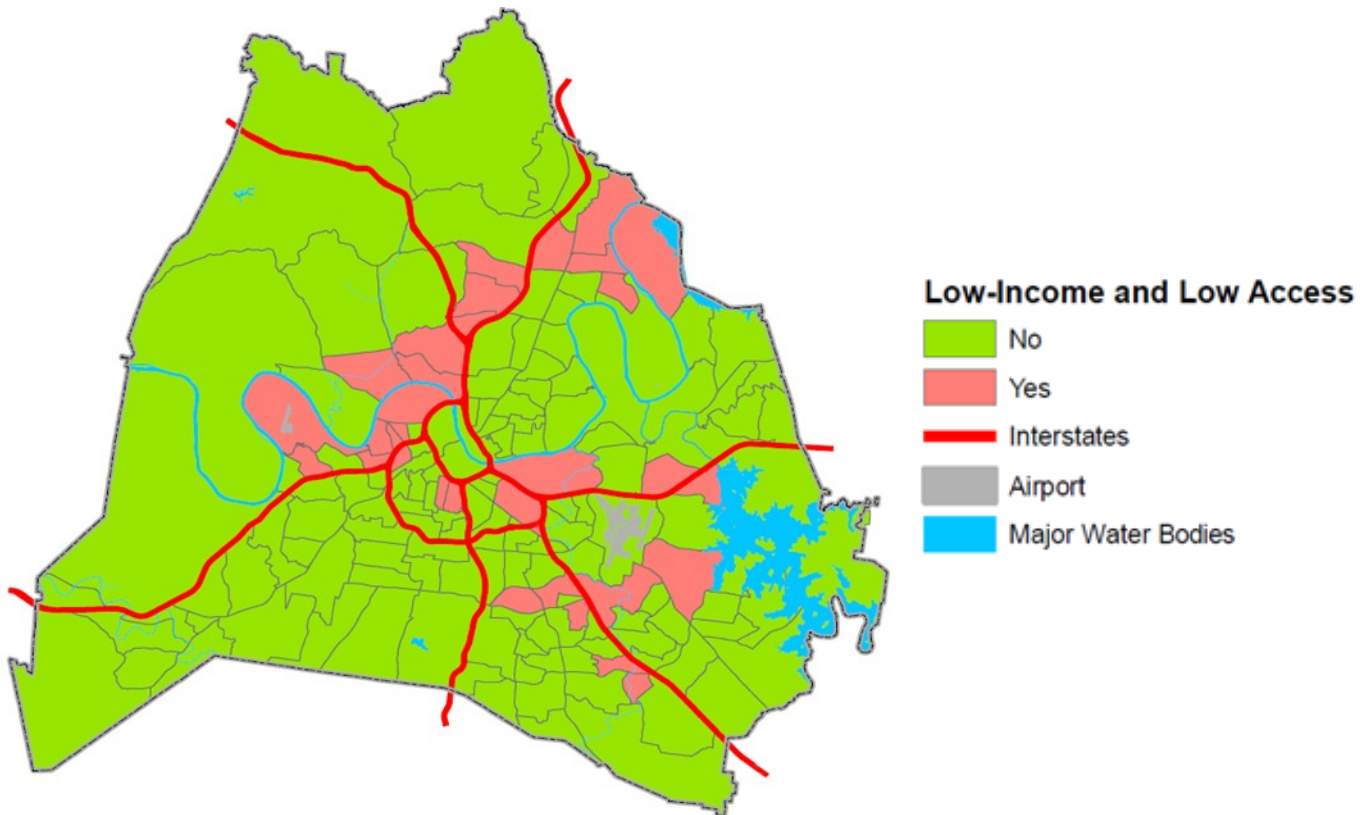 Low-Income and Low Access
No
Yes
Interstates
Airport
Major Water Bodies